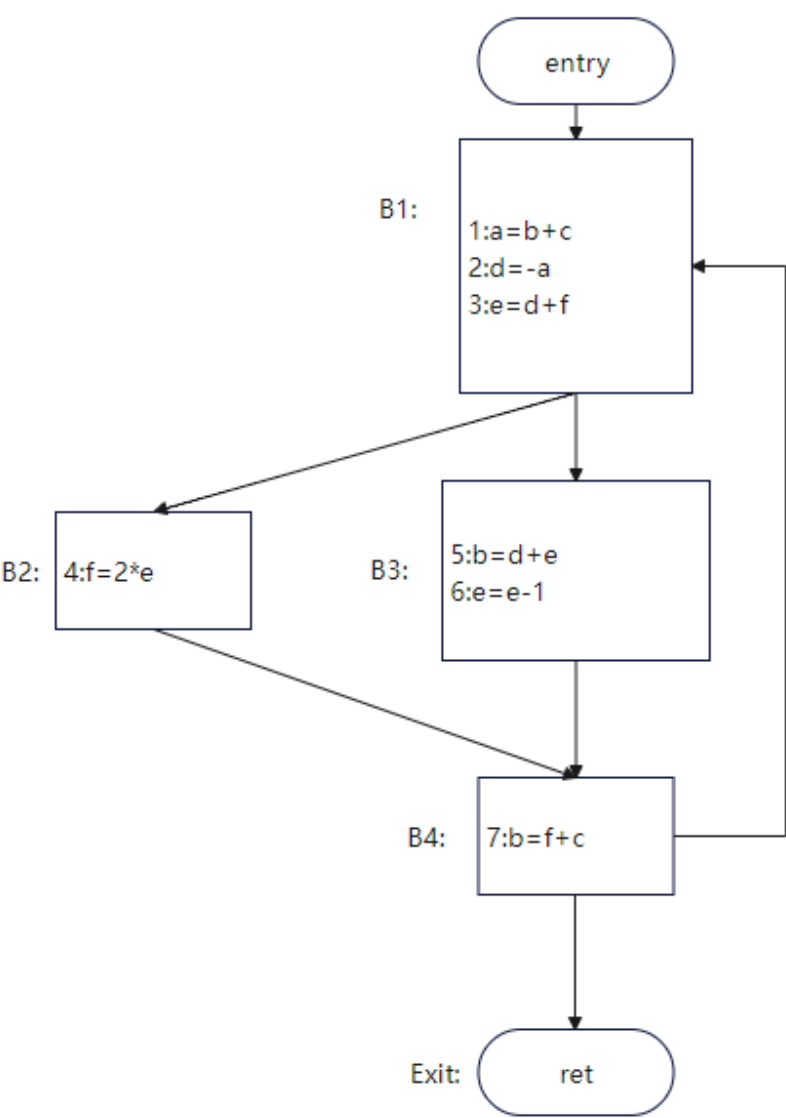 entry
B1:
1:a=b+c
2:d=-a
3:e=d+f
B2:
4:f=2*e
B3:
5:b=d+e
6:e=e-1
B4:
7:b=f+c
Exit:
ret